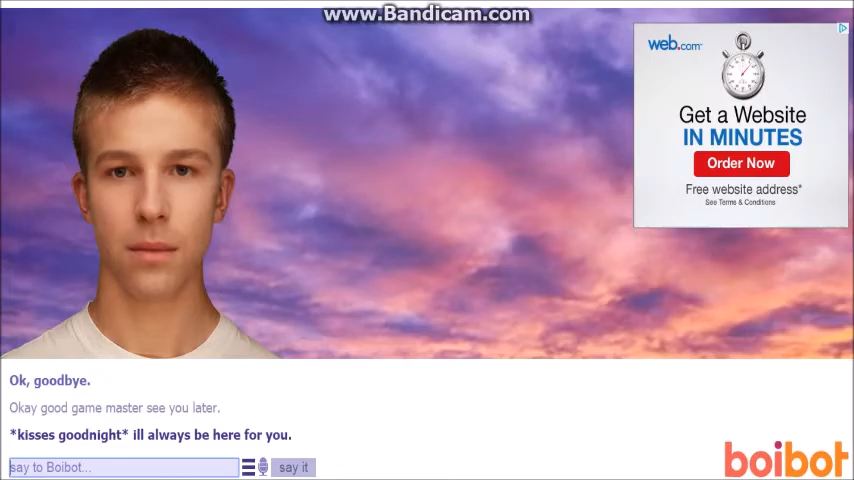 www.Bandicam.com
web.com
Get a Website
IN MINUTES
Order Now
Free website address*
See Terms & Conditions
Ok, goodbye.
Okay good game master see you later.
*kisses goodnight* ill always be here for you.
say to Boibot...
say it
boibot